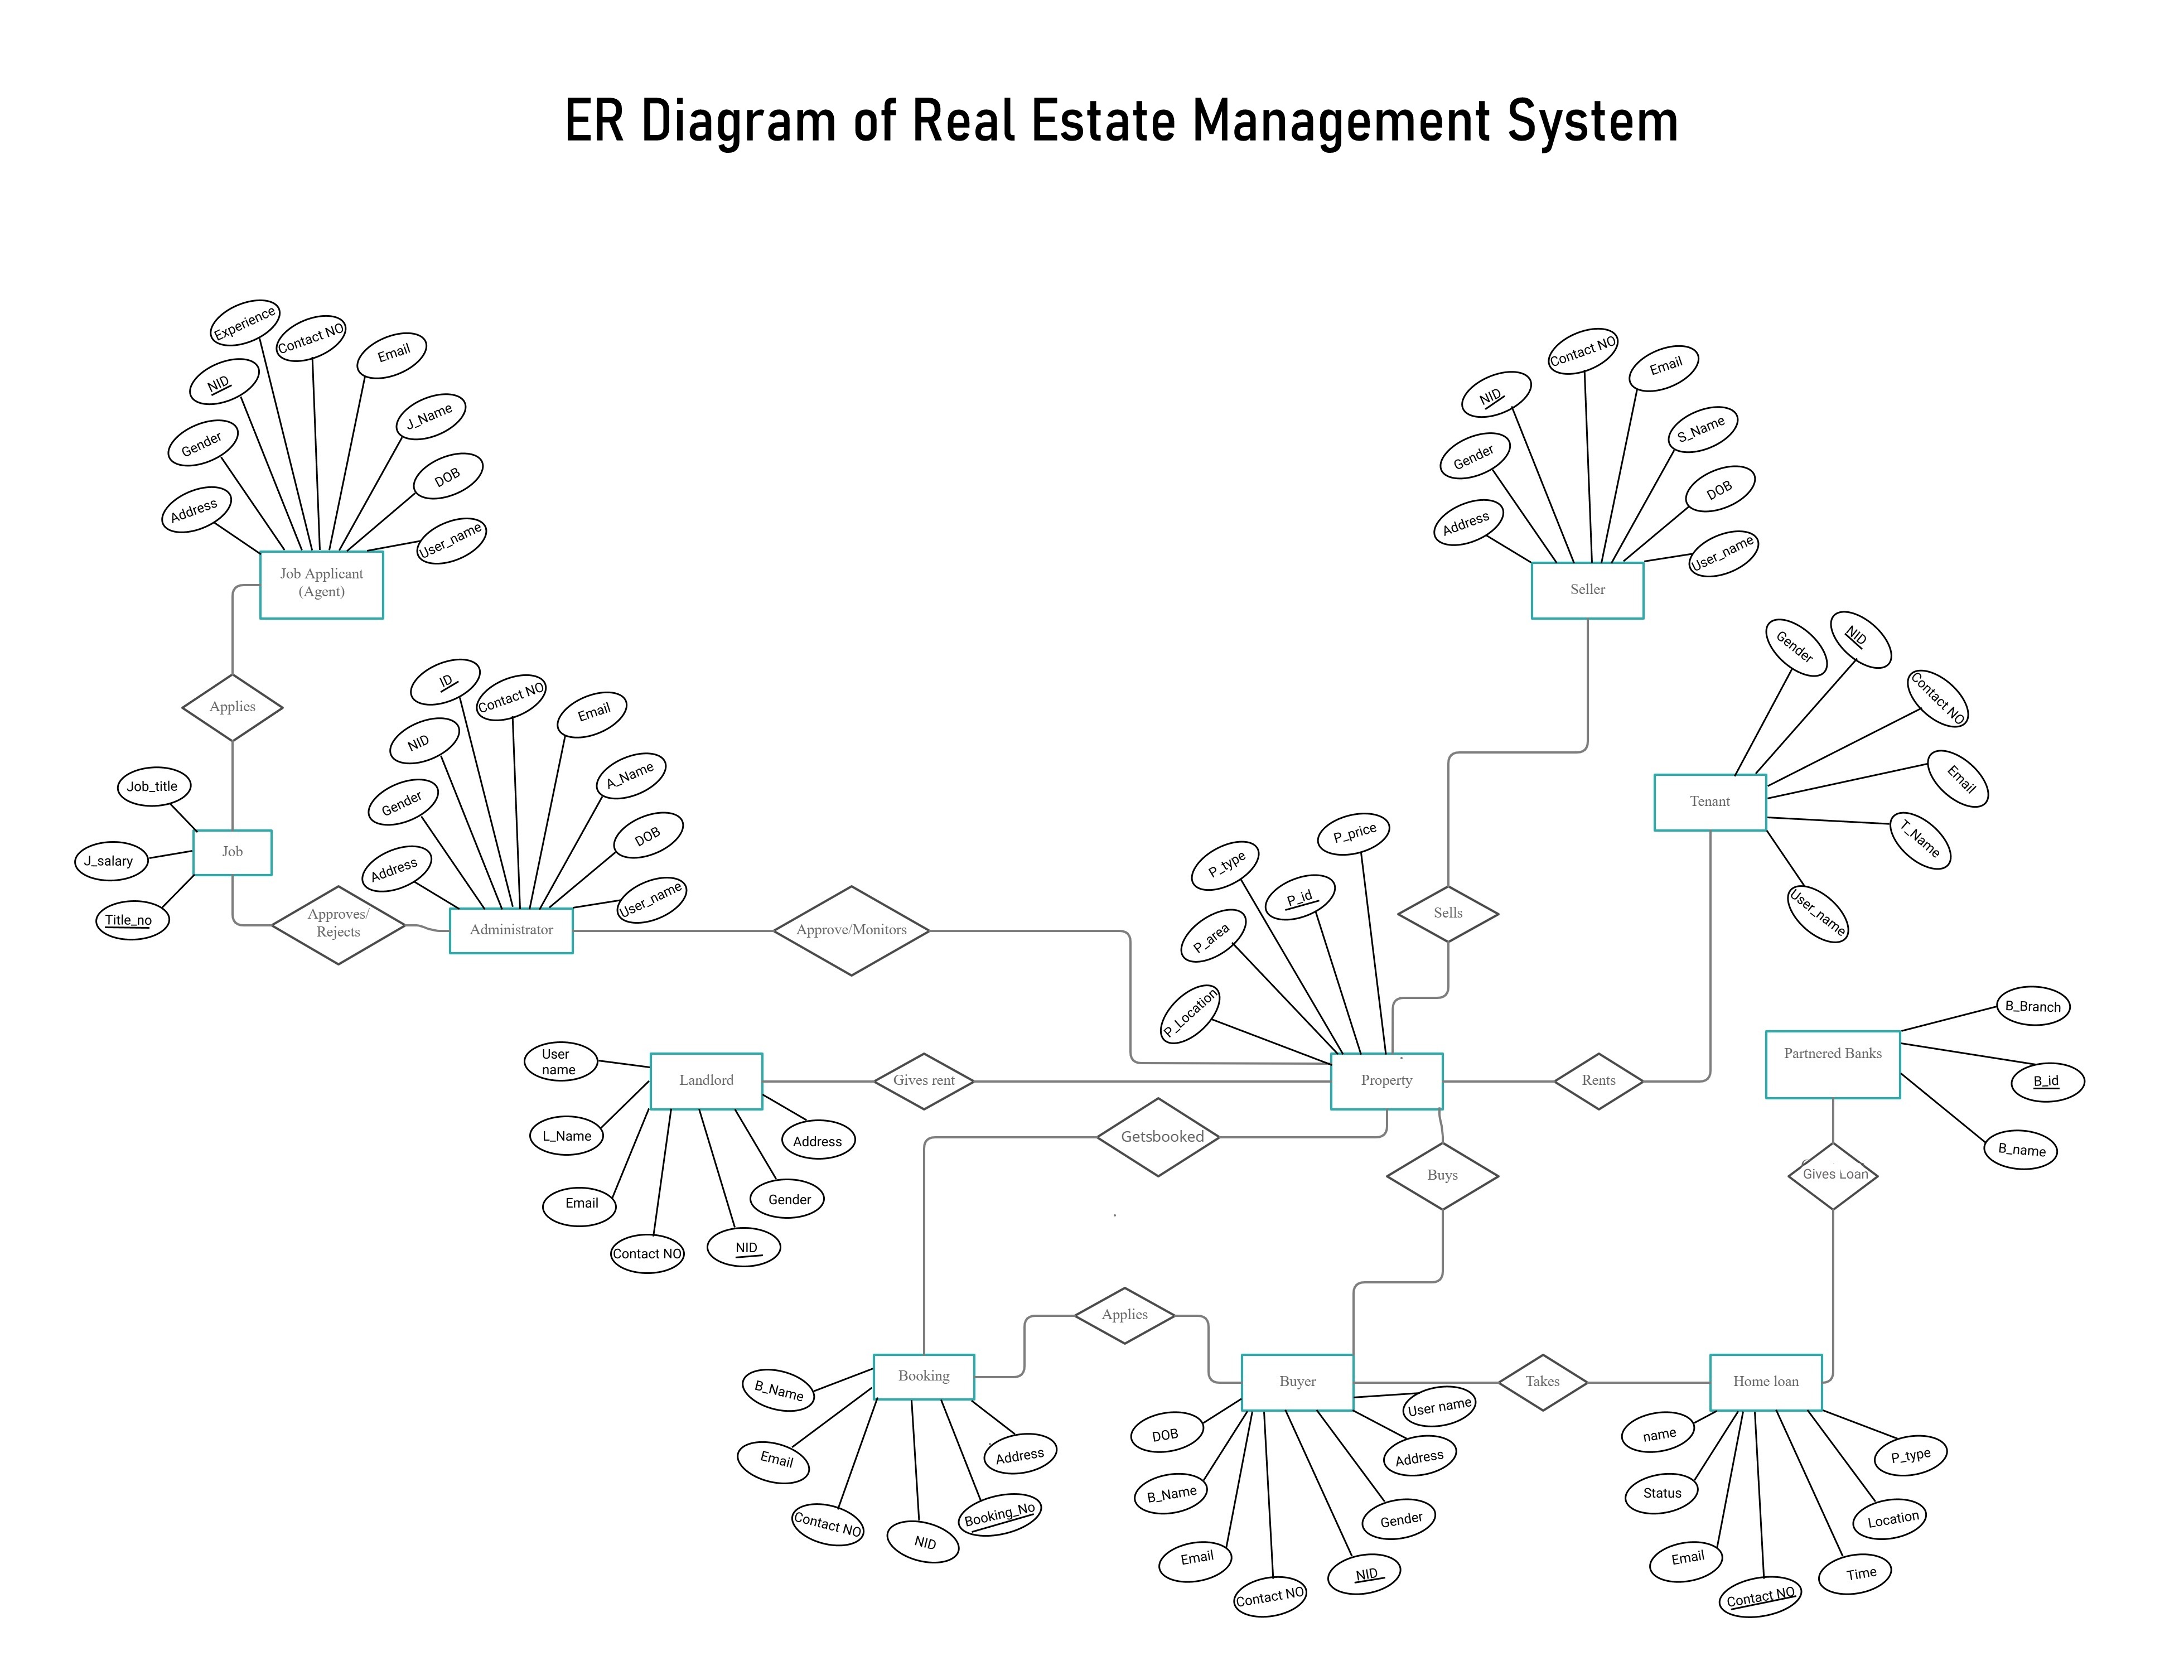 ER Diagram of Real Estate Management System
Experience
Contact NO
Email
NID
J_Name
Gender
DOB
Address
User_name
Job Applicant
(Agent)
Contact NO
Email
NID
S_Name
Gender
DOB
Address
User_name
Seller
Applies
Gender
NID
Contact NO
Email
T_Name
User_name
Tenant
ID
Contact NO
Email
NID
A_Name
Gender
DOB
Address
User_name
Administrator
Job_title
J_salary
Title_no
Job
Approves/
Rejects
Approve/Monitors
P_price
P_type
P_id
P_area
P_Location
Sells
User
name
L_Name
Email
Contact NO
NID
Gender
Address
Landlord
Gives rent
Property
Rents
Partnered Banks
B_Branch
B_id
B_name
Getsbooked
Buys
Gives Loan
Applies
Booking
B_Name
Email
Contact NO
NID
Booking_No
Address
Buyer
DOB
B_Name
Email
Contact NO
NID
Gender
Address
User name
Takes
Home loan
name
Status
Email
Contact NO
Time
Location
P_type